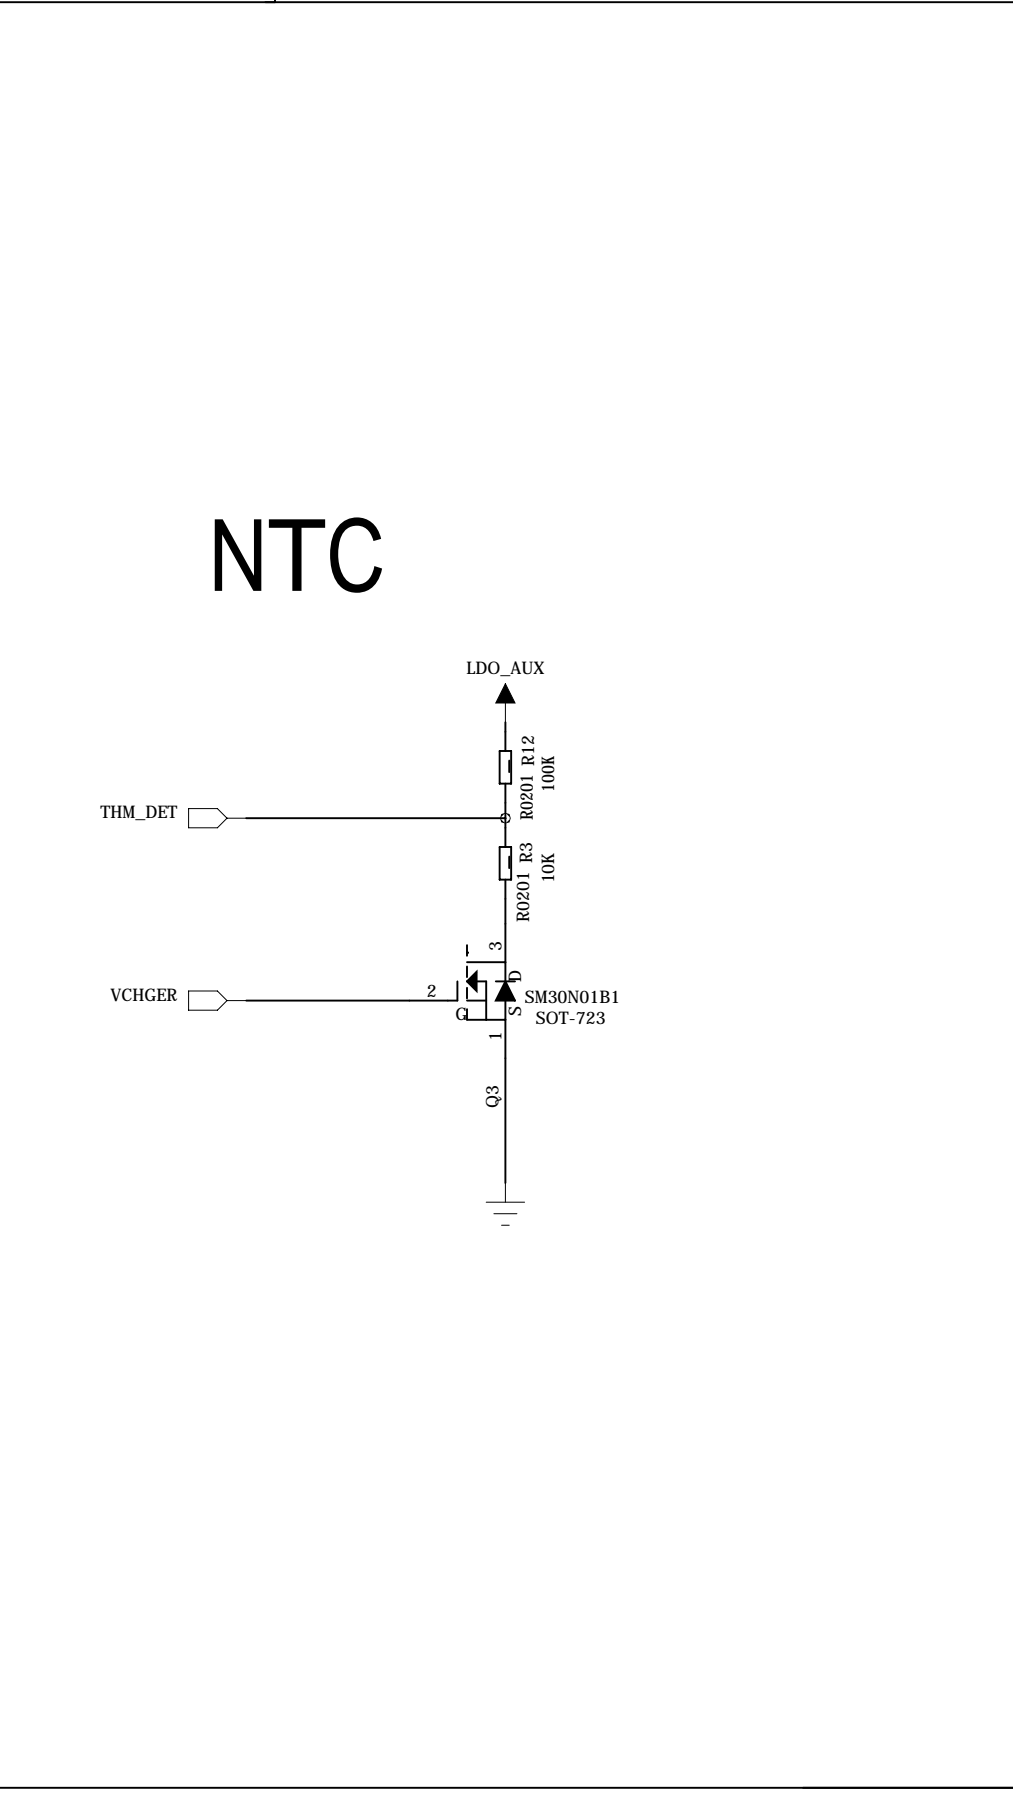 NTC
LDO_AUX
R0201 R12
100K
THM_DET
R0201 R3
10K
3
D
VCHGER
2
G
S
SM30N01B1
SOT-723
1
Q3